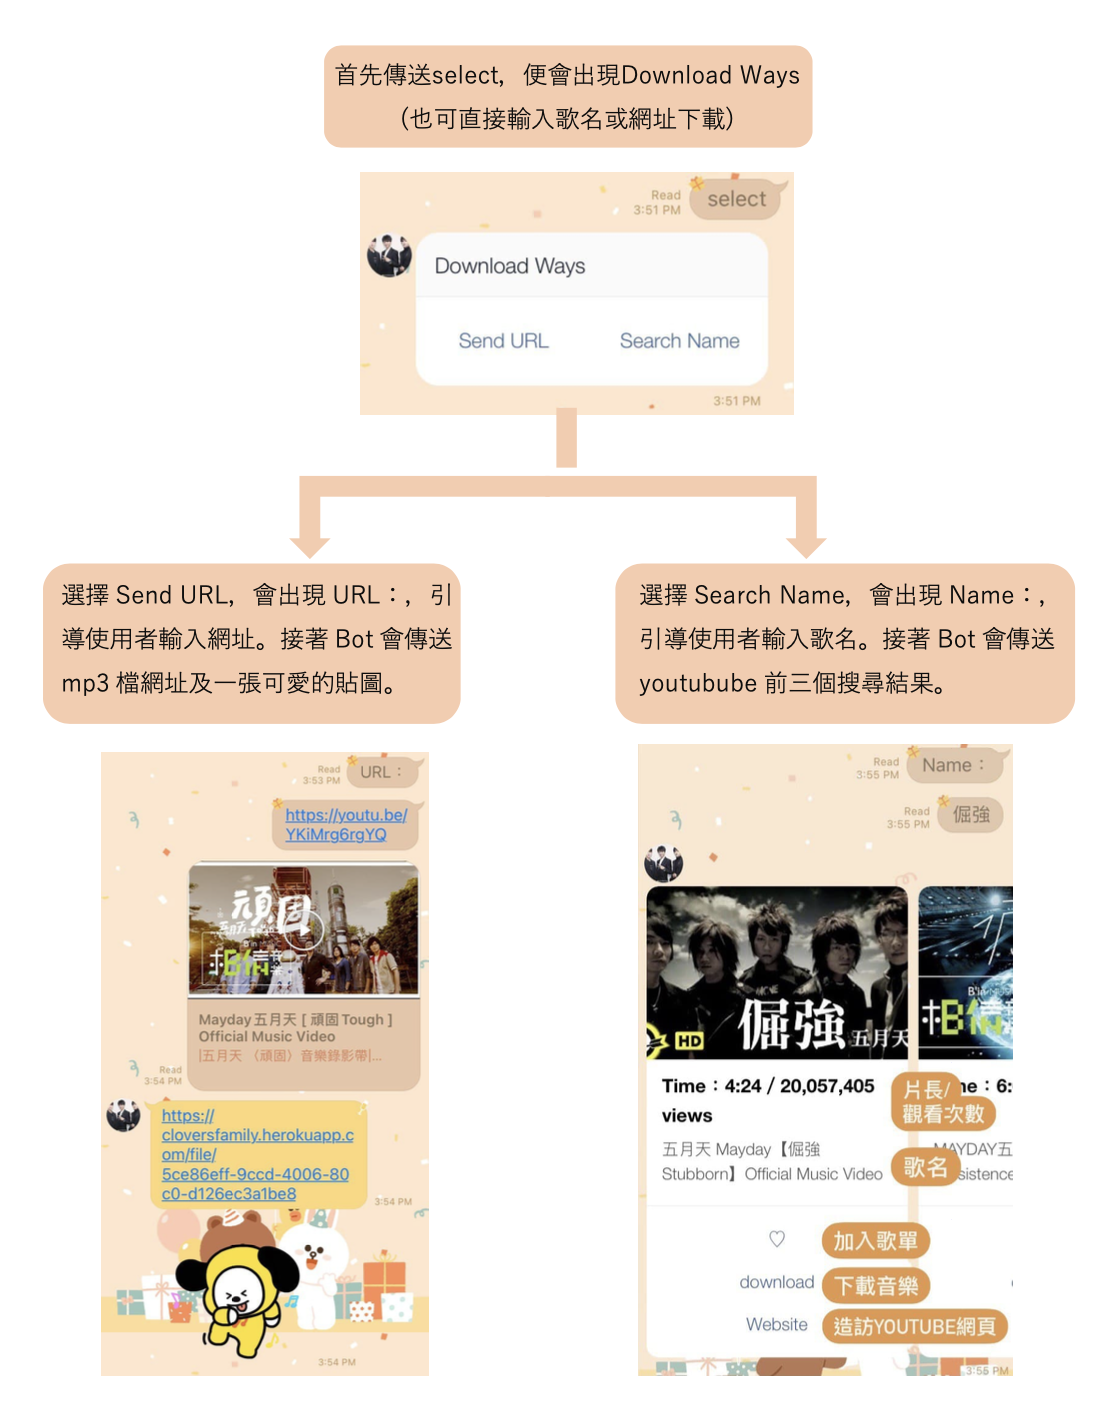 首先傳送select，便會出現Download Ways
(也可直接輸入歌名或網址下載)
Read
3:51 PM
select
Download Ways
Send URL
Search Name
3:51 PM
選擇 Send URL，會出現 URL：，引
導使用者輸入網址。接著 Bot 會傳送
mp3 檔網址及一張可愛的貼圖。
Read
3:53 PM
URL：
https://youtu.be/
YKiMrg6rgYQ
頑固
B'in
相信音
Mayday 五月天 [ 頑固 Tough ]
Official Music Video
|五月天 〈頑固〉音樂錄影帶|...
Read
3:54 PM
https://
cloversfamily.herokuapp.c
om/file/
5ce86eff-9ccd-4006-80
c0-d126ec3a1be8
3:54 PM
3:54 PM
選擇 Search Name，會出現 Name：,
引導使用者輸入歌名。接著 Bot 會傳送
youtubube 前三個搜尋結果。
Read
3:55 PM
Name：
Read
3:55 PM
倔強
HD
倔強 五月天
B'in
相信
Time：4:24 / 20,057,405
views
片長/
觀看次數
ne：6:
五月天 Mayday【倔強
Stubborn】Official Music Video
歌名
MAYDAY五
sistence
♡
加入歌單
download
下載音樂
Website
造訪YOUTUBE網頁
3:55 PM